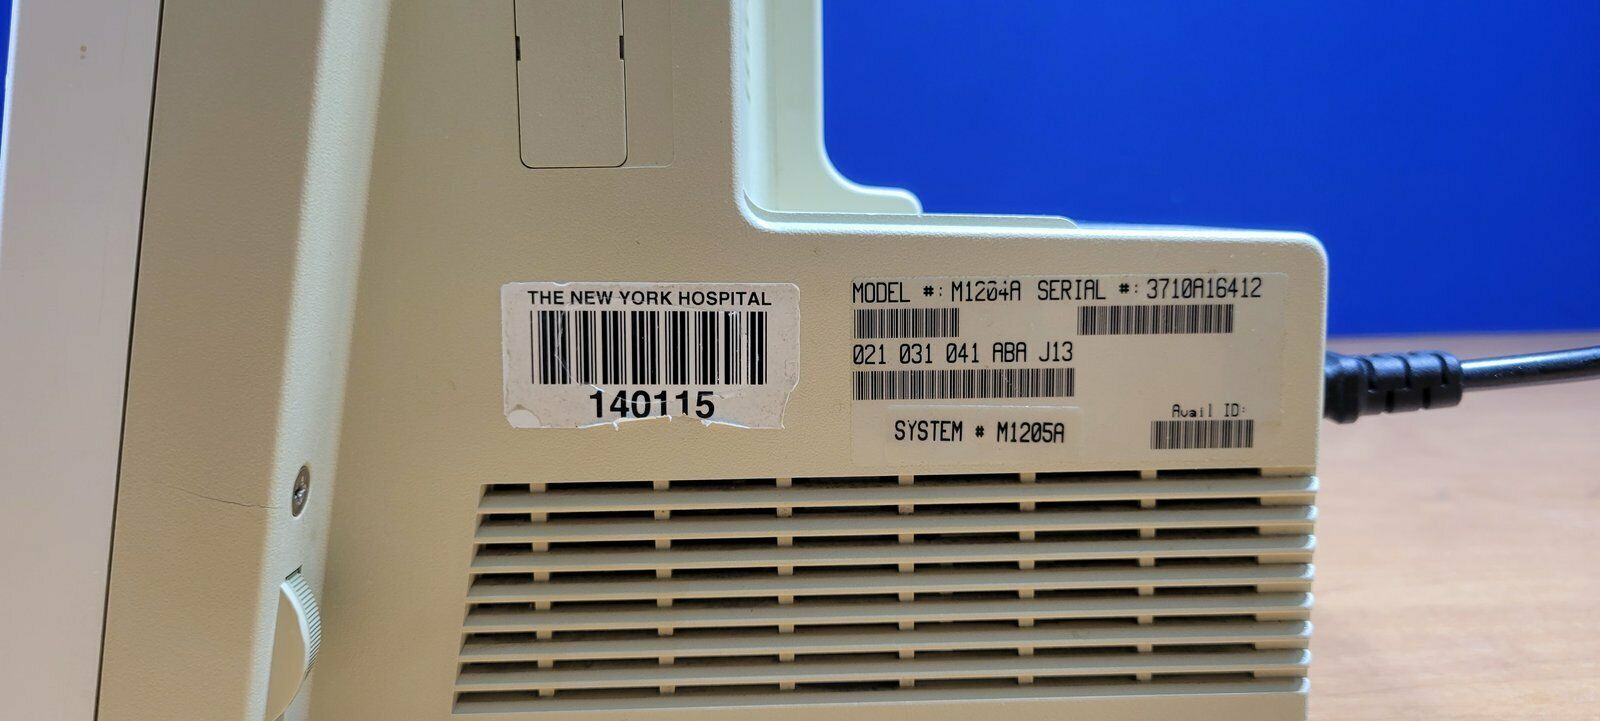 THE NEW YORK HOSPITAL
140115
MODEL #: M1204A SERIAL #: 3710A16412
021 031 041 ABA J13
SYSTEM # M1205A
Avail ID: